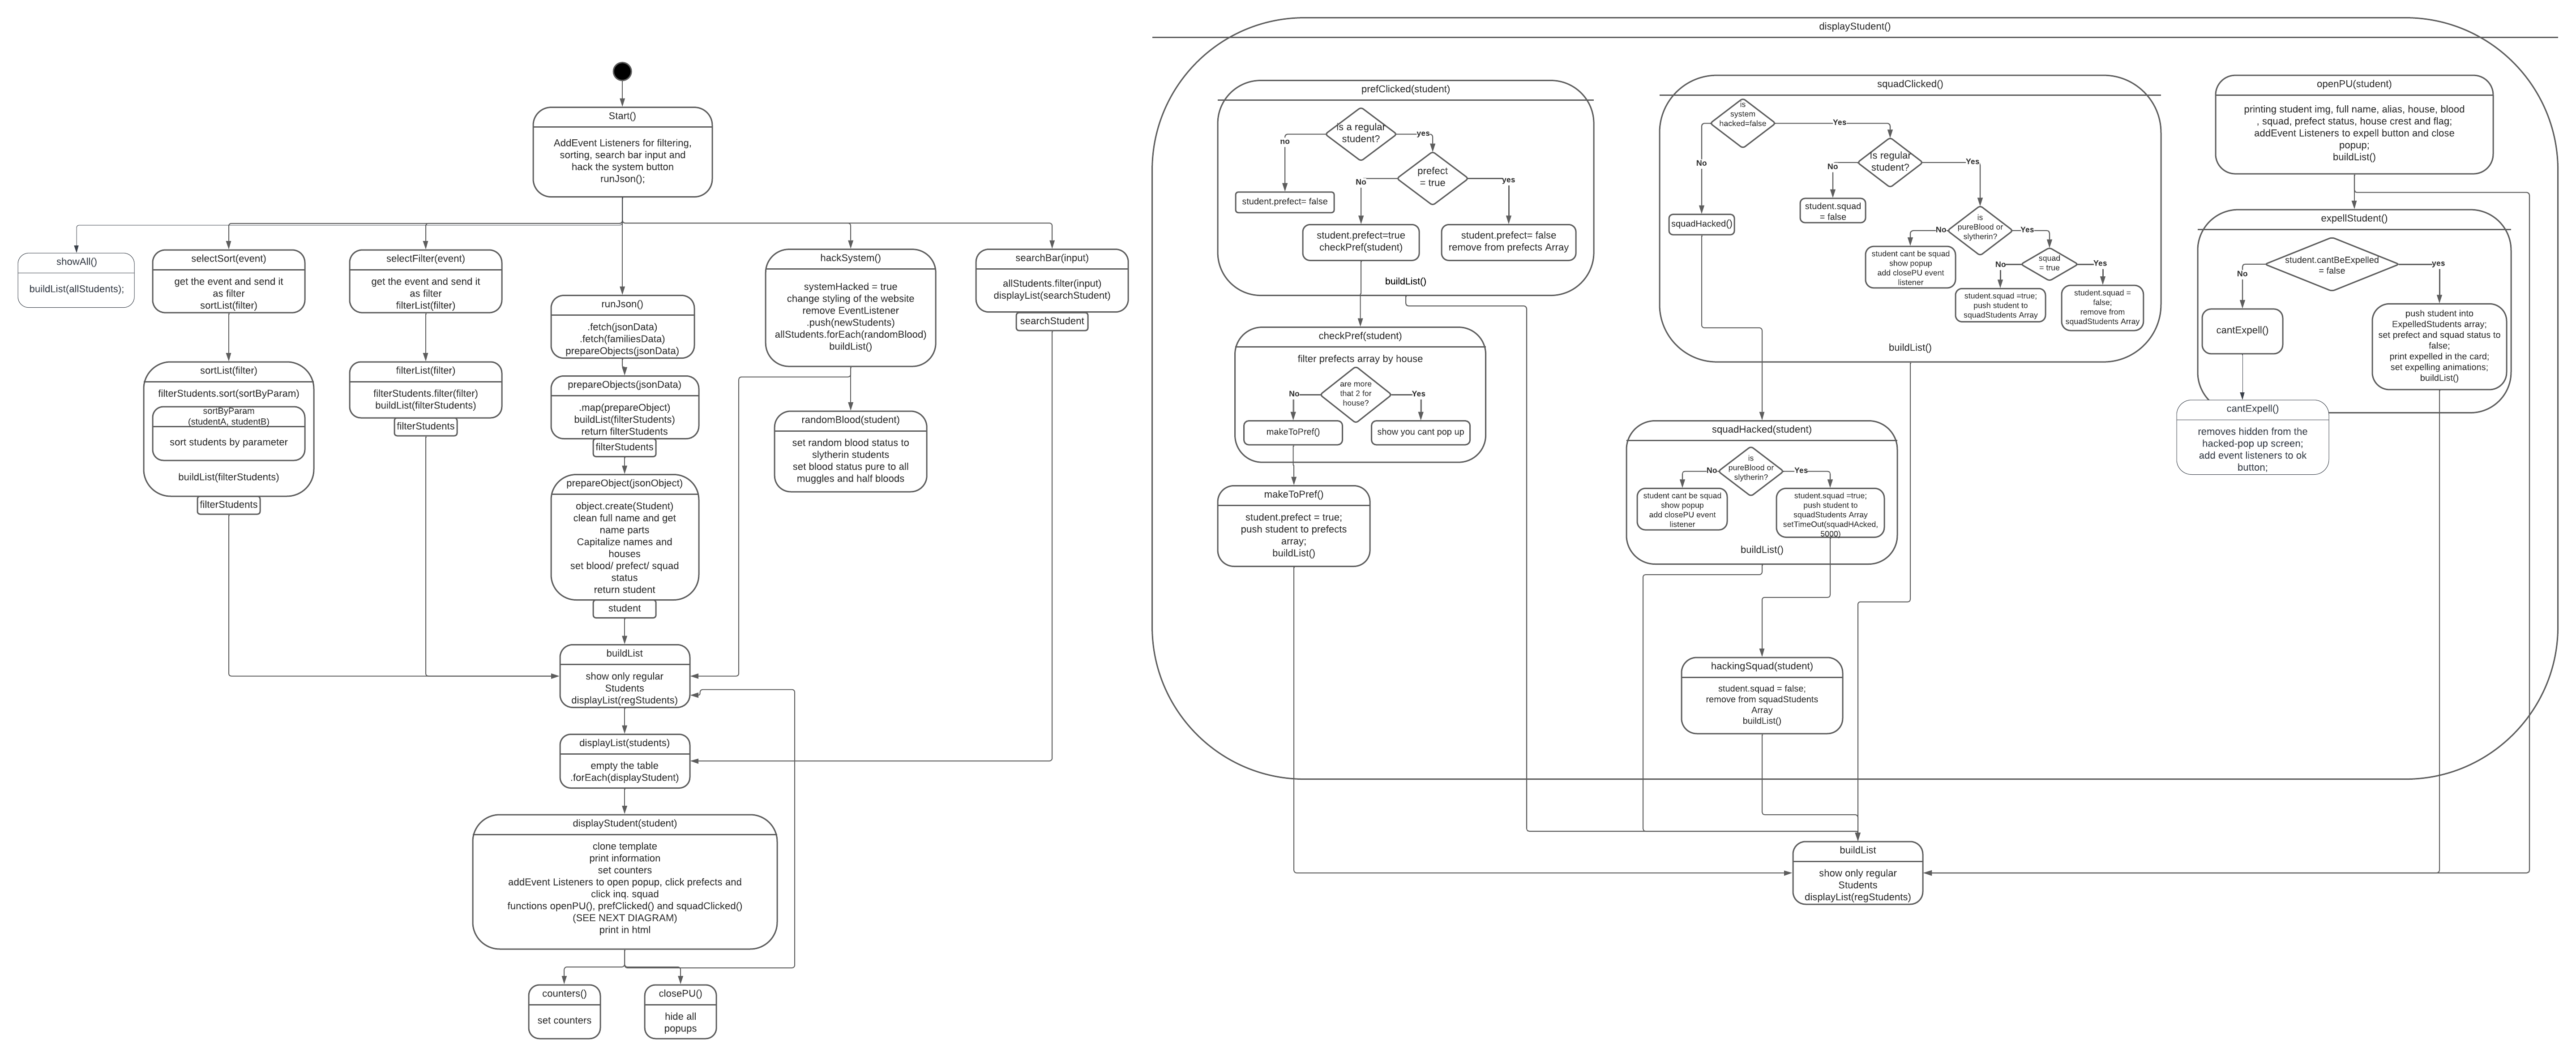 Start()
AddEvent Listeners for filtering,
sorting, search bar input and
hack the system button
runJson();
showAll()
buildList(allStudents);
selectSort(event)
get the event and send it
as filter
sortList(filter)
selectFilter(event)
get the event and send it
as filter
filterList(filter)
runJson()
.fetch(jsonData)
.fetch(familiesData)
prepareObjects(jsonData)
hackSystem()
systemHacked = true
change styling of the website
remove EventListener
.push(newStudents)
allStudents.forEach(randomBlood)
buildList()
searchBar(input)
allStudents.filter(input)
displayList(searchStudent)
searchStudent
sortList(filter)
filterStudents.sort(sortByParam)
sortByParam
(studentA, studentB)
sort students by parameter
buildList(filterStudents)
filterStudents
filterList(filter)
filterStudents.filter(filter)
buildList(filterStudents)
filterStudents
prepareObjects(jsonData)
.map(prepareObject)
buildList(filterStudents)
return filterStudents
filterStudents
randomBlood(student)
set random blood status to
slytherin students
set blood status pure to all
muggles and half bloods
prepareObject(jsonObject)
object.create(Student)
clean full name and get
name parts
Capitalize names and
houses
set blood/ prefect/ squad
status
return student
student
buildList
show only regular
Students
displayList(regStudents)
displayList(students)
empty the table
.forEach(displayStudent)
displayStudent(student)
clone template
print information
set counters
addEvent Listeners to open popup, click prefects and
click inq. squad
functions openPU(), prefClicked() and squadClicked()
(SEE NEXT DIAGRAM)
print in html
counters()
set counters
closePU()
hide all
popups
displayStudent()
prefClicked(student)
is a regular
student?
no
yes
student.prefect= false
prefect
= true
No
yes
student.prefect=true
checkPref(student)
student.prefect= false
remove from prefects Array
buildList()
checkPref(student)
filter prefects array by house
are more
that 2 for
house?
No
Yes
makeToPref()
show you cant pop up
makeToPref()
student.prefect = true;
push student to prefects
array;
buildList()
squadClicked()
is
system
hacked=false
No
Yes
squadHacked()
Is regular
student?
No
Yes
student.squad
= false
is
pureBlood or
slytherin?
No
Yes
student cant be squad
show popup
add closePU event
listener
squad
= true
No
Yes
student.squad =true;
push student to
squadStudents Array
student.squad =
false;
remove from
squadStudents Array
buildList()
squadHacked(student)
is
pureBlood or
slytherin?
No
Yes
student cant be squad
show popup
add closePU event
listener
student.squad =true;
push student to
squadStudents Array
setTimeOut(squadHAcked,
5000)
buildList()
hackingSquad(student)
student.squad = false;
remove from squadStudents
Array
buildList()
openPU(student)
printing student img, full name, alias, house, blood
, squad, prefect status, house crest and flag;
addEvent Listeners to expell button and close
popup;
buildList()
expellStudent()
student.cantBeExpelled
= false
No
yes
cantExpell()
push student into
ExpelledStudents array;
set prefect and squad status to
false;
print expelled in the card;
set expelling animations;
buildList()
cantExpell()
removes hidden from the
hacked-pop up screen;
add event listeners to ok
button;
buildList
show only regular
Students
displayList(regStudents)